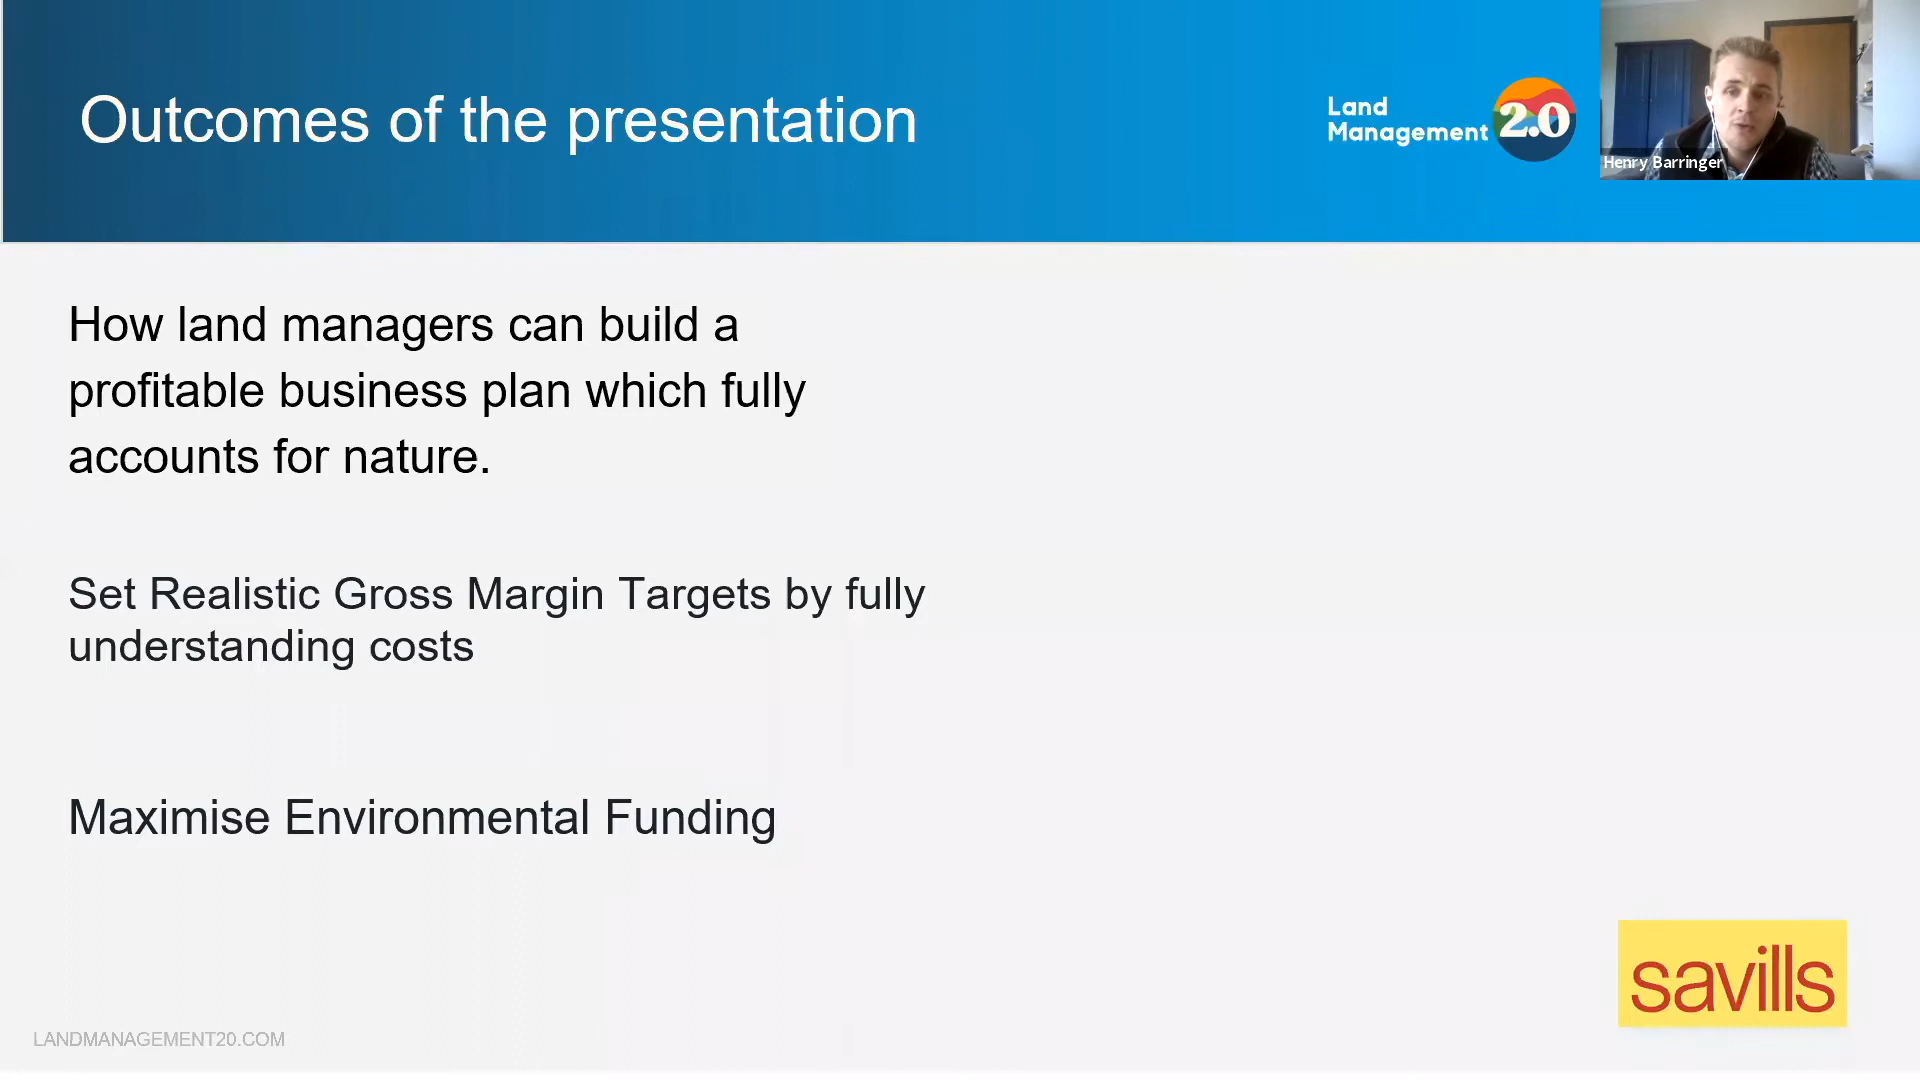 Outcomes of the presentation
Land
Management
2.0
Henry Barringer
How land managers can build a
profitable business plan which fully
accounts for nature.
Set Realistic Gross Margin Targets by fully
understanding costs
Maximise Environmental Funding
savills
LANDMANAGEMENT20.COM